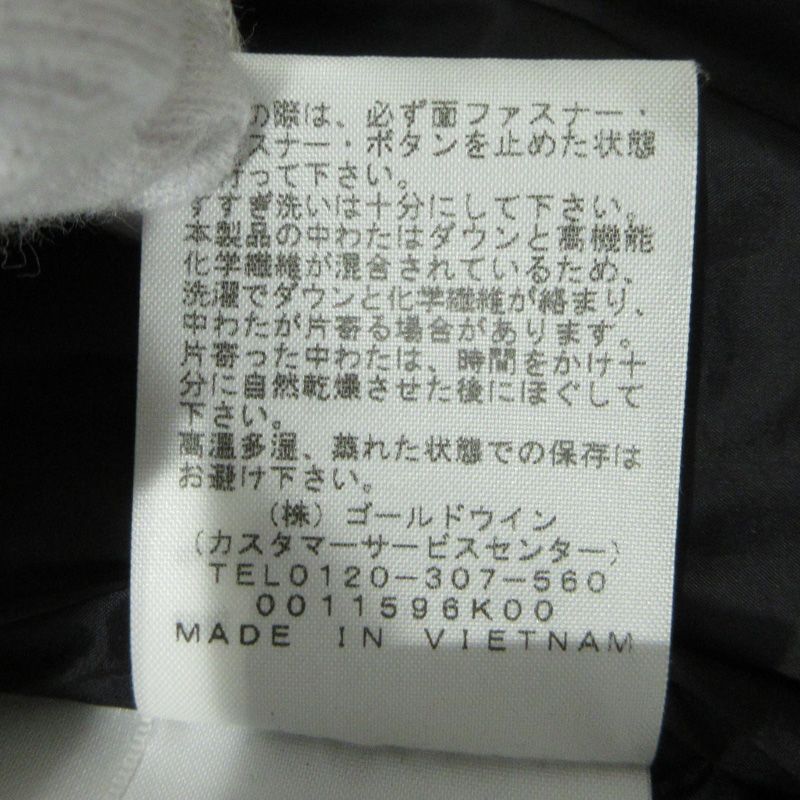 の際は、必ず面ファスナー・
スナー・ボタンを止めた状態
行って下さい。
すすぎ洗いは十分にして下さい。
本製品の中わたはダウンと高機能
化学繊維が混合されているため、
洗濯でダウンと化学繊維が絡まり、
中わたが片寄る場合があります。
片寄った中わたは、時間をかけ十
分に自然乾燥させた後にほぐして
下さい。
高温多湿、蒸れた状態での保存は
お避け下さい。
（株）ゴールドウイン
（カスタマーサービスセンター）
TEL0120-307-560
0011596K00
MADE IN VIETNAM